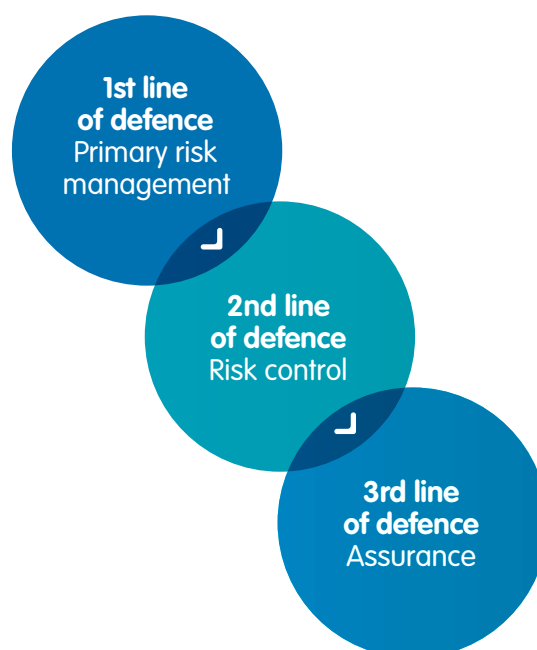 1st line
of defence
Primary risk
management
2nd line
of defence
Risk control
3rd line
of defence
Assurance